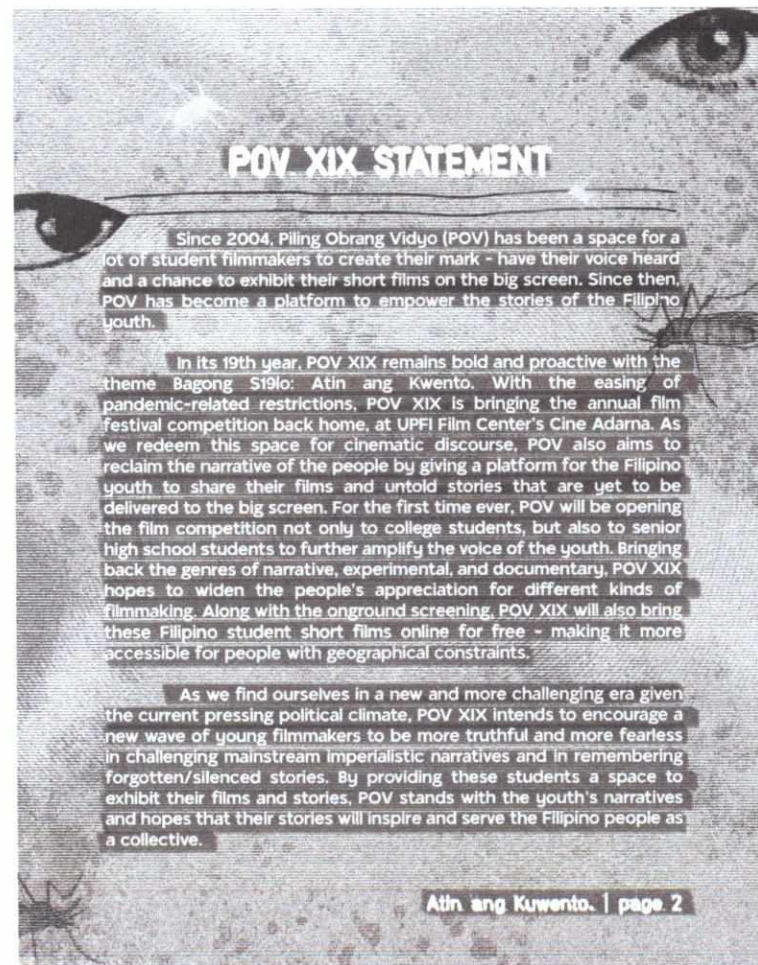 POV XIX STATEMENT
Since 2004, Piling Obrang Vidyo (POV) has been a space for a
lot of student filmmakers to create their mark - have their voice heard
and a chance to exhibit their short films on the big screen. Since then,
POV has become a platform to empower the stories of the Filipino
youth.
In its 19th year, POV XIX remains bold and proactive with the
theme Bagong S19lo: Atin ang Kwento. With the easing of
pandemic-related restrictions, POV XIX is bringing the annual film
festival competition back home, at UPFI Film Center's Cine Adarna. As
we redeem this space for cinematic discourse, POV also aims to
reclaim the narrative of the people by giving a platform for the Filipino
youth to share their films and untold stories that are yet to be
delivered to the big screen. For the first time ever, POV will be opening
the film competition not only to college students, but also to senior
high school students to further amplify the voice of the youth. Bringing
back the genres of narrative, experimental, and documentary, POV XIX
hopes to widen the people's appreciation for different kinds of
filmmaking. Along with the onground screening, POV XIX will also bring
these Filipino student short films online for free - making it more
accessible for people with geographical constraints.
As we find ourselves in a new and more challenging era given
the current pressing political climate, POV XIX intends to encourage a
new wave of young filmmakers to be more truthful and more fearless
in challenging mainstream imperialistic narratives and in remembering
forgotten/silenced stories. By providing these students a space to
exhibit their films and stories, POV stands with the youth's narratives
and hopes that their stories will inspire and serve the Filipino people as
a collective.
Atin ang Kuwento. | page 2